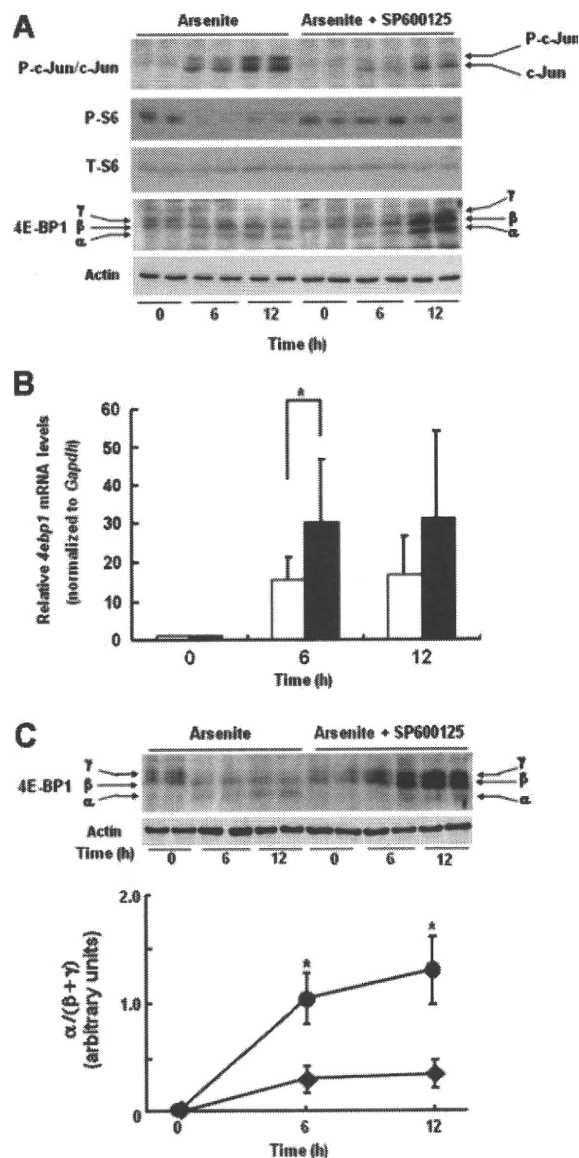 A
Arsenite Arsenite + SP600125
P-c-Jun/c-Jun
P-c-Jun
c-Jun
P-S6
T-S6
4E-BP1 γ β α
γ
β
α
Actin
0 6 12 0 6 12
Time (h)
B
Relative 4ebp1 mRNA levels
(normalized to Gapdh)
60
50
40
30
20
10
0
*
0 6 12
Time (h)
C
Arsenite Arsenite + SP600125
4E-BP1 γ β α
γ
β
α
Actin
Time (h) 0 6 12 0 6 12
α/(β+γ)
(arbitrary units)
2.0
1.0
0
* *
0 6 12
Time (h)